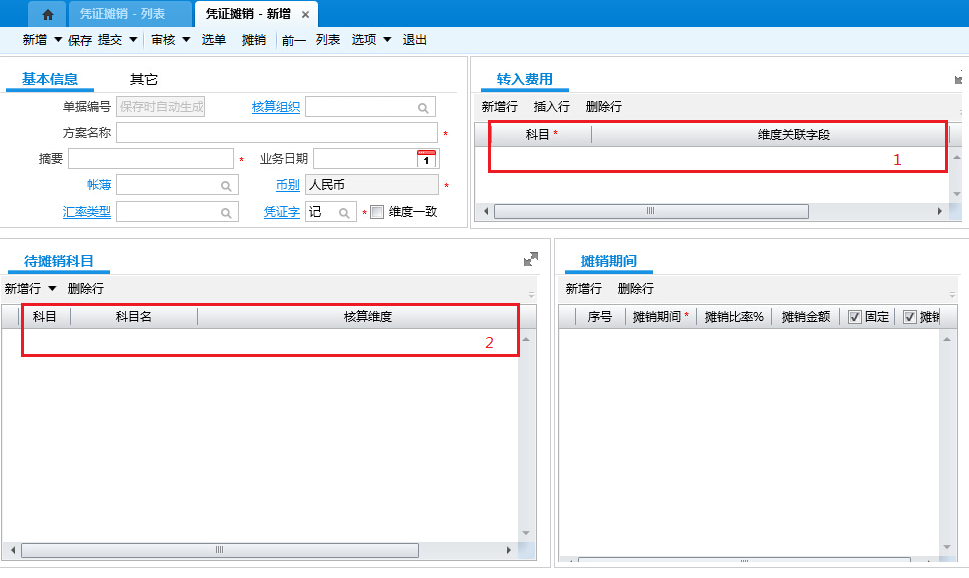 凭证摊销 - 列表
凭证摊销 - 新增 ×
新增 保存 提交 审核 选单 摊销 前一 列表 选项 退出
基本信息 其它
单据编号 保存时自动生成 核算组织
方案名称 *
摘要 * 业务日期 1
帐薄 币别 人民币 *
汇率类型 凭证字 记 * 维度一致
转入费用
新增行 插入行 删除行
科目 * 维度关联字段
1
待摊销科目
新增行 删除行
科目 科目名 核算维度
2
摊销期间
新增行 删除行
序号 摊销期间 * 摊销比率% 摊销金额 固定 摊销